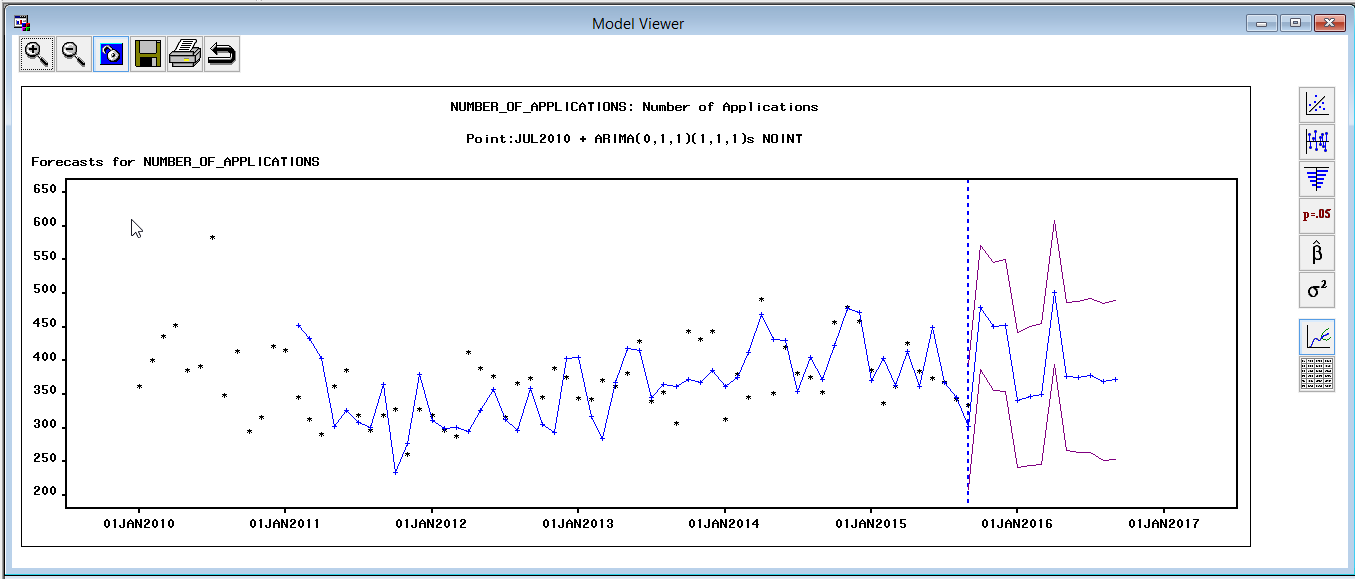 Model Viewer
NUMBER_OF_APPLICATIONS: Number of Applications
Point:JUL2010 + ARIMA(0,1,1)(1,1,1)s NOINT
Forecasts for NUMBER_OF_APPLICATIONS
650
600
550
500
450
400
350
300
250
200
01JAN2010 01JAN2011 01JAN2012 01JAN2013 01JAN2014 01JAN2015 01JAN2016 01JAN2017
p=.05
β̂
σ²